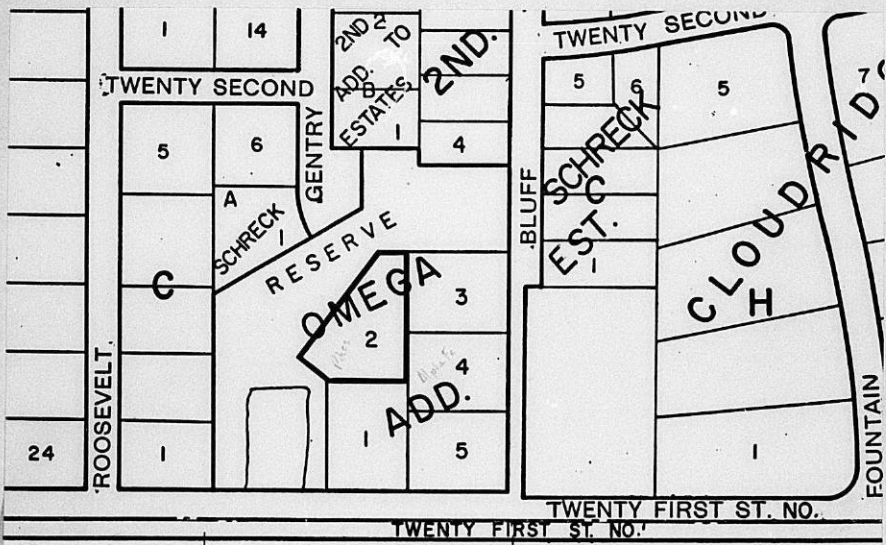 1
14
2ND 2
TO
ADD.
B
ESTATES
1
2ND.
4
TWENTY SECOND
TWENTY SECOND
5
6
GENTRY
A
SCHRECK
1
RESERVE
C
BLUFF
5
6
SCHRECK
C
EST.
1
5
7
CLOUD RIDG
H
OMEGA
2
3
4
ADD.
1
5
ROOSEVELT.
24
1
1
FOUNTAIN
TWENTY FIRST ST. NO.
TWENTY FIRST ST. NO.